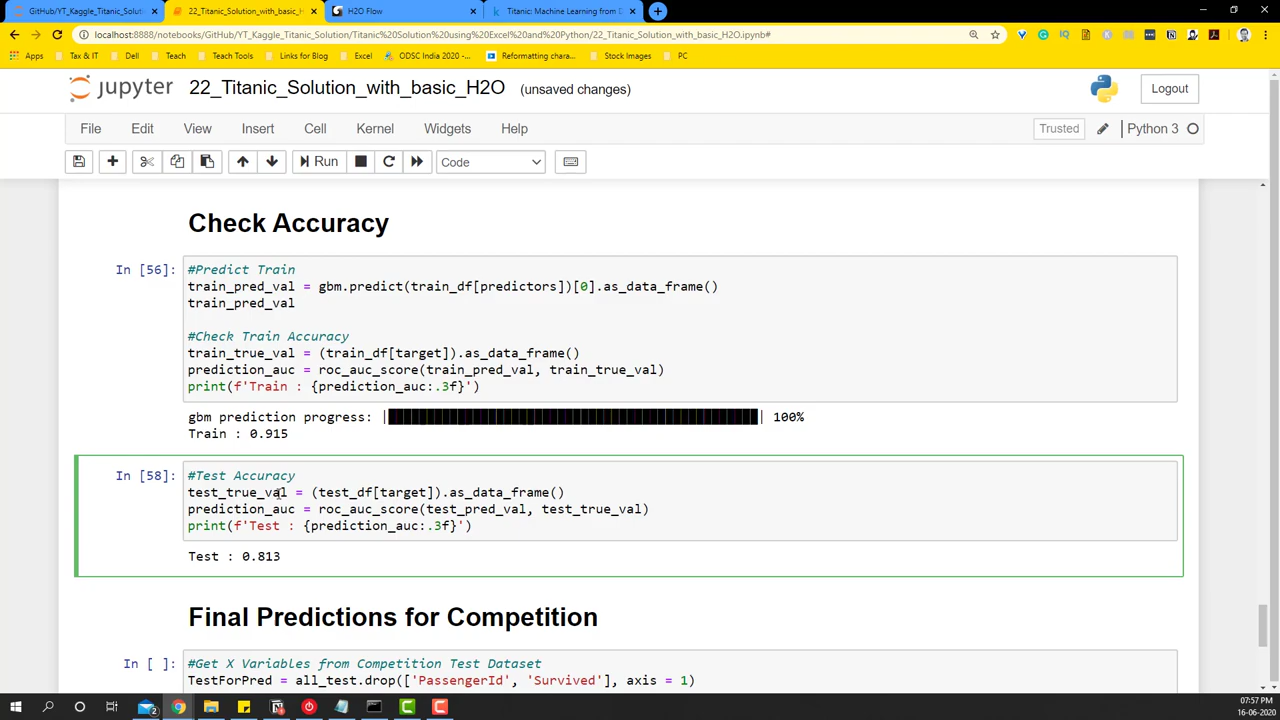 GitHub/YT_Kaggle_Titanic_Solution
22_Titanic_Solution_with_basic_H
H2O Flow
Titanic: Machine Learning from D
localhost:8888/notebooks/GitHub/YT_Kaggle_Titanic_Solution/Titanic%20Solution%20using%20Excel%20and%20Python/22_Titanic_Solution_with_basic_H2O.ipynb#
Apps Tax & IT Dell Teach Teach Tools Links for Blog Excel ODSC India 2020 -... Reformatting chara... Stock Images PC
jupyter 22_Titanic_Solution_with_basic_H2O (unsaved changes) Logout
File Edit View Insert Cell Kernel Widgets Help Trusted Python 3
Run Code
Check Accuracy
In [56]: #Predict Train
train_pred_val = gbm.predict(train_df[predictors])[0].as_data_frame()
train_pred_val
#Check Train Accuracy
train_true_val = (train_df[target]).as_data_frame()
prediction_auc = roc_auc_score(train_pred_val, train_true_val)
print(f'Train : {prediction_auc:.3f}')
gbm prediction progress: | | 100%
Train : 0.915
In [58]: #Test Accuracy
test_true_val = (test_df[target]).as_data_frame()
prediction_auc = roc_auc_score(test_pred_val, test_true_val)
print(f'Test : {prediction_auc:.3f}')
Test : 0.813
Final Predictions for Competition
In [ ]: #Get X Variables from Competition Test Dataset
TestForPred = all_test.drop(['PassengerId', 'Survived'], axis = 1)
07:57 PM
16-06-2020